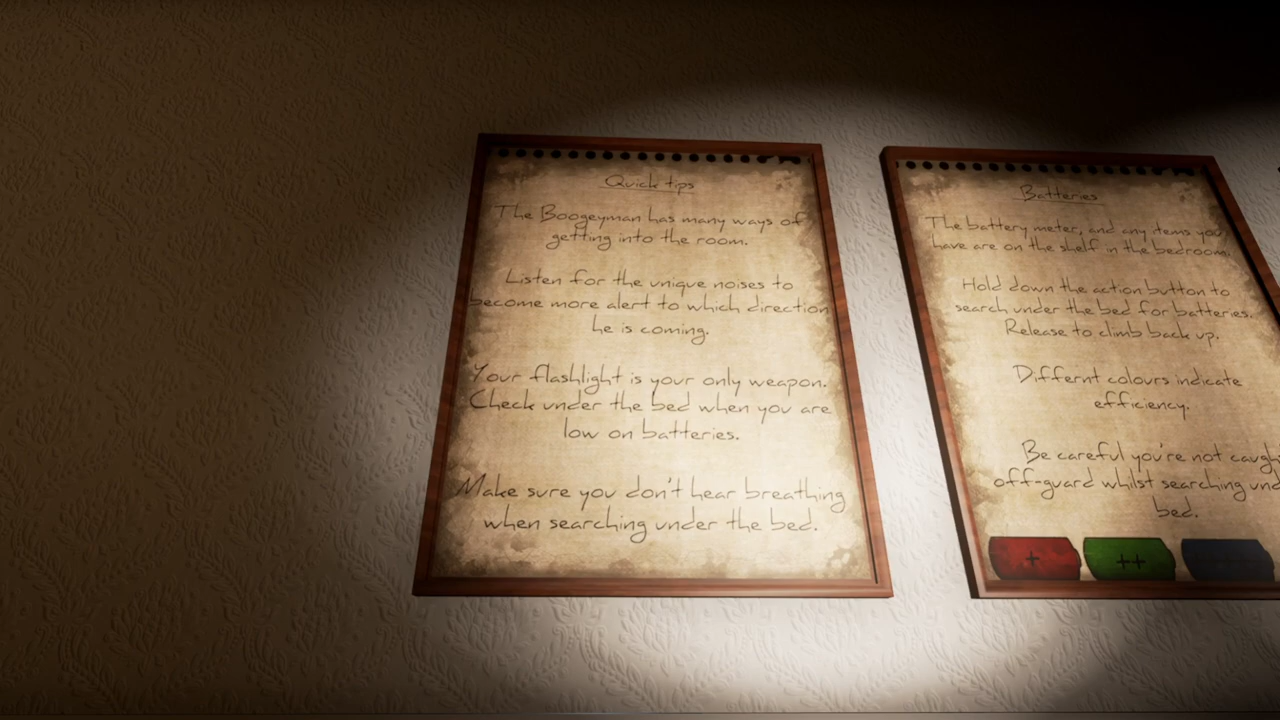 Quick tips
The Boogeyman has many ways of
getting into the room.
Listen for the unique noises to
become more alert to which direction
he is coming.
Your flashlight is your only weapon.
Check under the bed when you are
low on batteries.
Make sure you don't hear breathing
when searching under the bed.
Batteries
The battery meter, and any items you
have are on the shelf in the bedroom.
Hold down the action button to
search under the bed for batteries.
Release to climb back up.
Differnt colours indicate
efficiency.
Be careful you're not
off-guard whilst searching
bed.
+
++